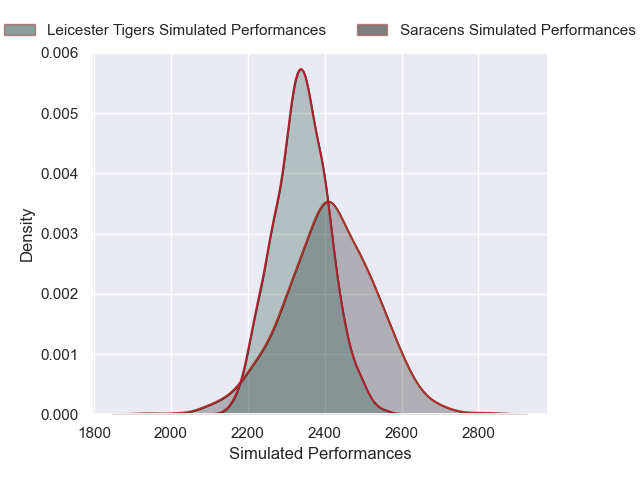 Leicester Tigers Simulated Performances Saracens Simulated Performances
0.006
0.005
0.004
0.003
0.002
0.001
0.000
Density
1800 2000 2200 2400 2600 2800
Simulated Performances